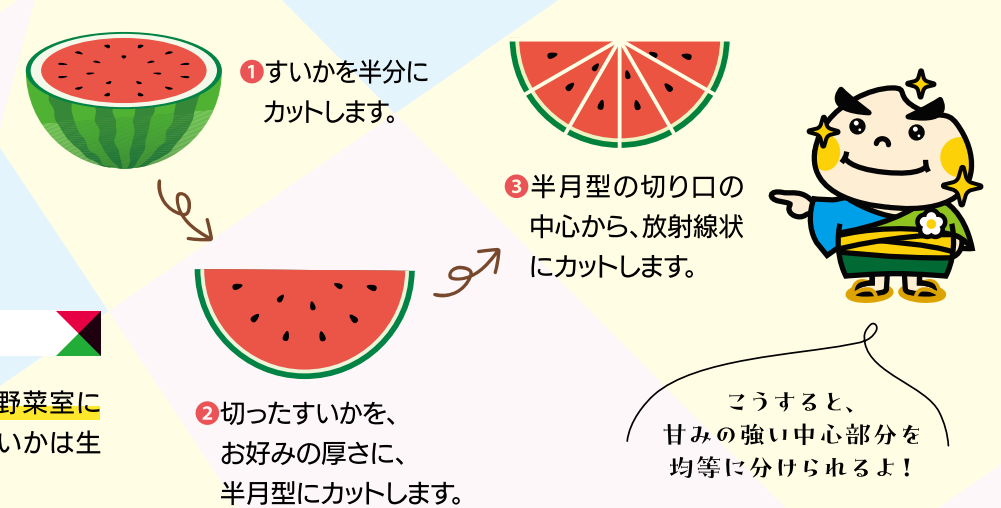 ❶すいかを半分に
カットします。
❷切ったすいかを、
お好みの厚さに、
半月型にカットします。
❸半月型の切り口の
中心から、放射線状
にカットします。
こうすると、
甘みの強い中心部分を
均等に分けられるよ！
野菜室に
いかは生